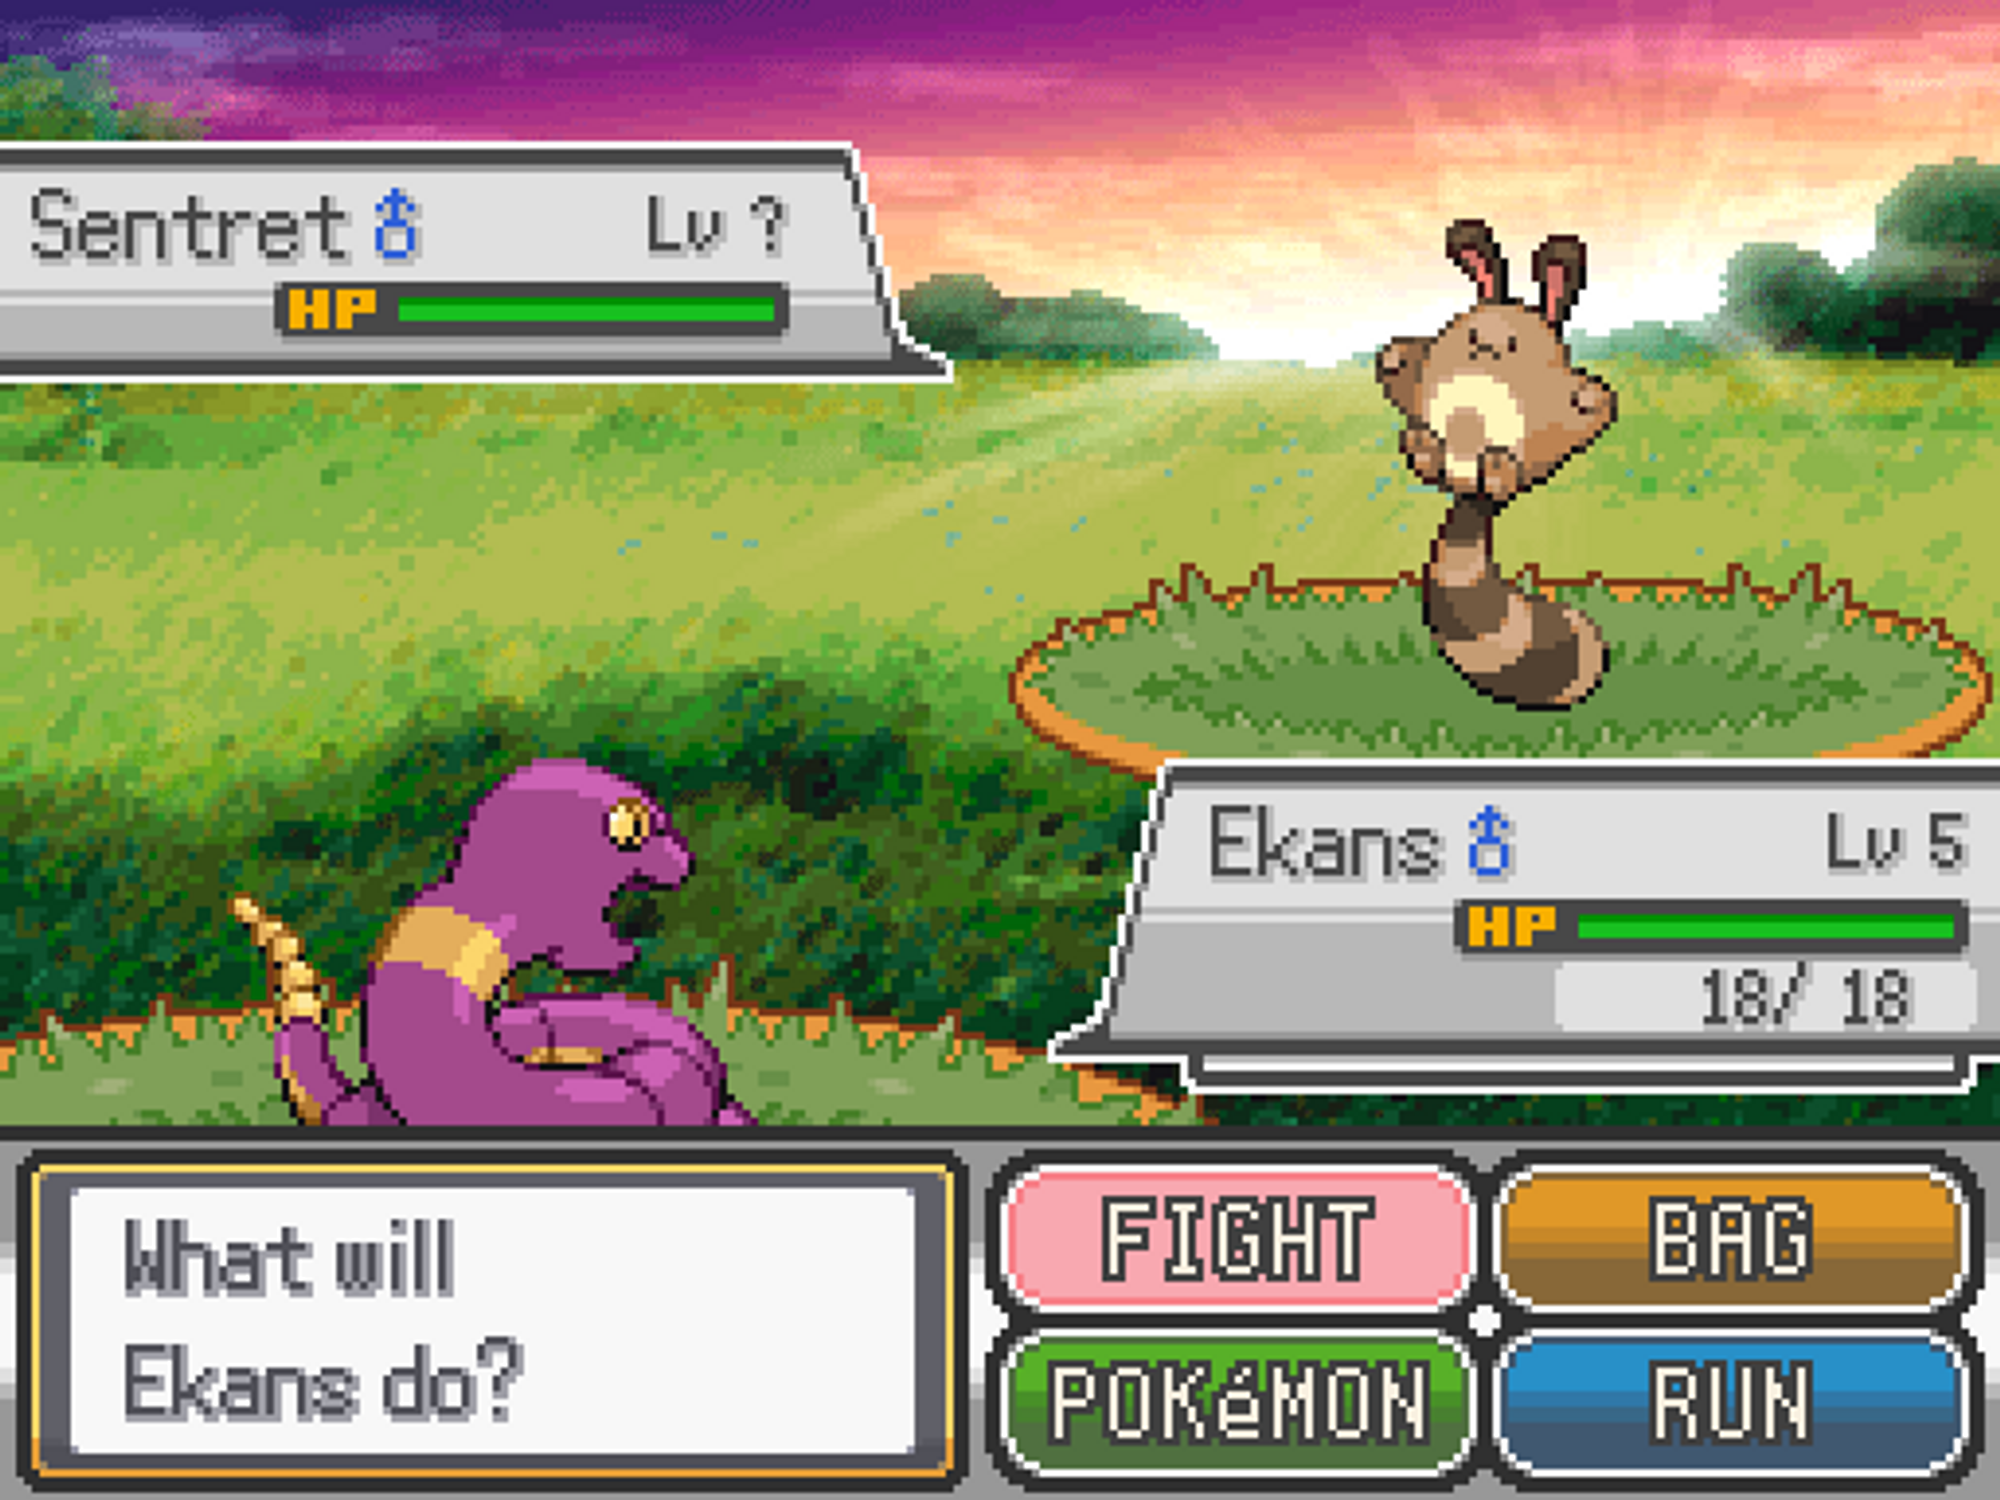 Sentret ♂ Lv ?
HP
Ekans ♂ Lv 5
HP
18/ 18
What will
Ekans do?
FIGHT
BAG
POKéMON
RUN